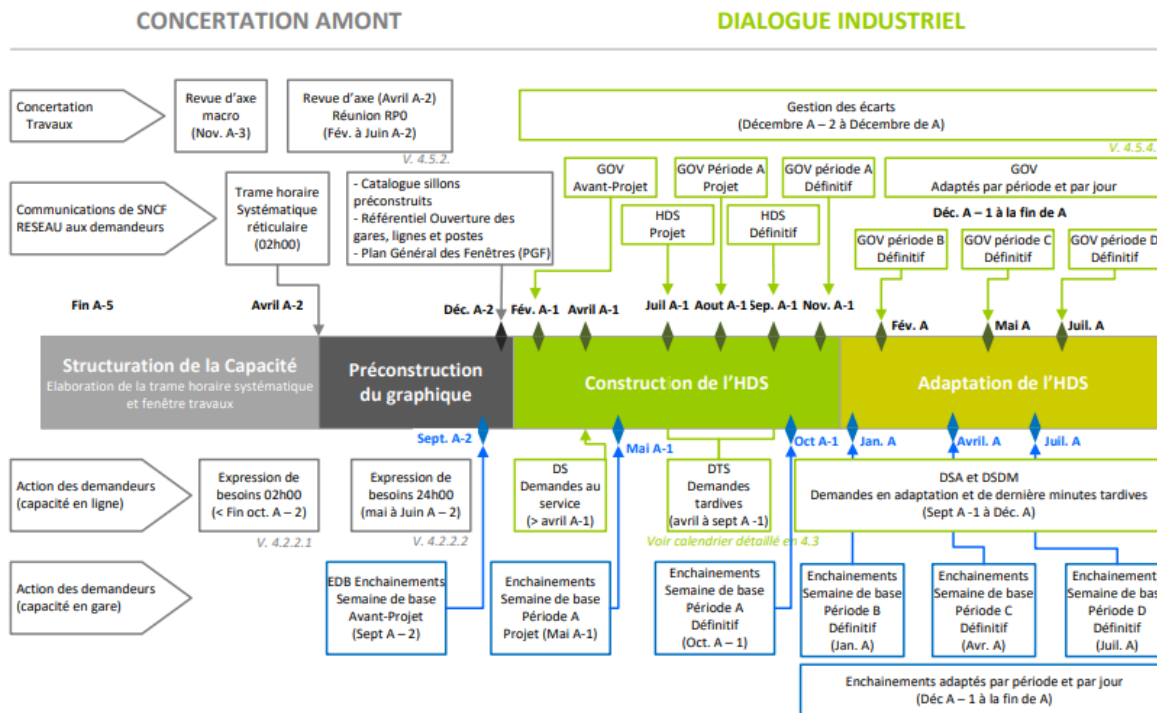 CONCERTATION AMONT
DIALOGUE INDUSTRIEL
Concertation
Travaux
Revue d'axe
macro
(Nov. A-3)
Revue d'axe (Avril A-2)
Réunion RP0
(Fév. à Juin A-2)
V. 4.5.2.
Gestion des écarts
(Décembre A – 2 à Décembre de A)
V. 4.5.4.
Communications de SNCF
RESEAU aux demandeurs
Trame horaire
Systématique
réticulaire
(02h00)
- Catalogue sillons
préconstruits
- Référentiel Ouverture des
gares, lignes et postes
- Plan Général des Fenêtres (PGF)
GOV
Avant-Projet
GOV Période A
Projet
GOV période A
Définitif
GOV
Adaptés par période et par jour
HDS
Projet
HDS
Définitif
Déc. A – 1 à la fin de A
GOV période B
Définitif
GOV période C
Définitif
GOV période D
Définitif
Fin A-5
Avril A-2
Déc. A-2
Fév. A-1
Avril A-1
Juil A-1
Aout A-1
Sep. A-1
Nov. A-1
Fév. A
Mai A
Juil. A
Structuration de la Capacité
Elaboration de la trame horaire systématique
et fenêtre travaux
Préconstruction
du graphique
Construction de l'HDS
Adaptation de l'HDS
Sept. A-2
Mai A-1
Oct A-1
Jan. A
Avril. A
Juil. A
Action des demandeurs
(capacité en ligne)
Expression de
besoins 02h00
(< Fin oct. A – 2)
V. 4.2.2.1
Expression de
besoins 24h00
(mai à Juin A – 2)
V. 4.2.2.2
DS
Demandes au
service
(> avril A-1)
DTS
Demandes
tardives
(avril à sept A -1)
Voir calendrier détaillé en 4.3
DSA et DSDM
Demandes en adaptation et de dernière minutes tardives
(Sept A -1 à Déc. A)
Action des demandeurs
(capacité en gare)
EDB Enchainements
Semaine de base
Avant-Projet
(Sept A – 2)
Enchainements
Semaine de base
Période A
Projet (Mai A-1)
Enchainements
Semaine de base
Période A
Définitif
(Oct. A – 1)
Enchainements
Semaine de base
Période B
Définitif
(Jan. A)
Enchainements
Semaine de base
Période C
Définitif
(Avr. A)
Enchainements
Semaine de base
Période D
Définitif
(Juil. A)
Enchainements adaptés par période et par jour
(Déc A – 1 à la fin de A)